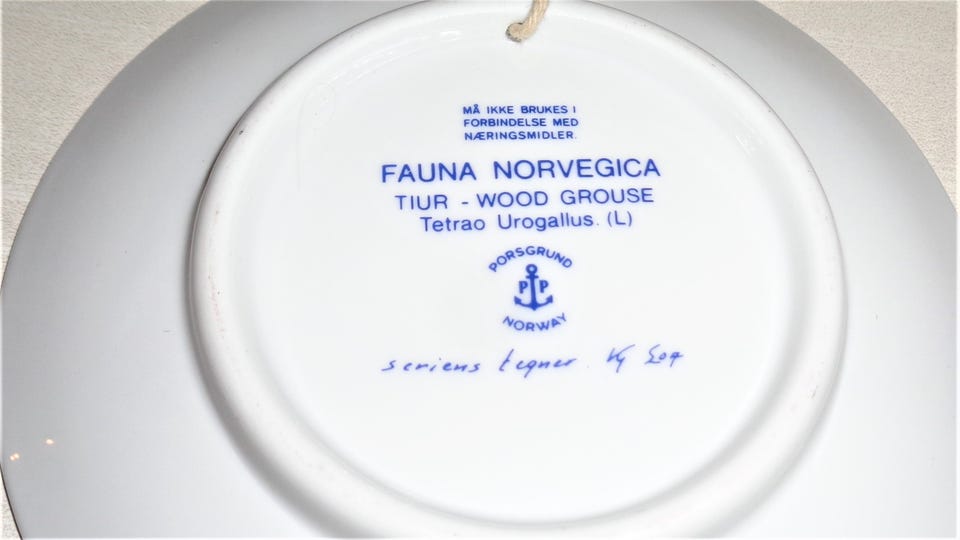 MÅ IKKE BRUKES I
FORBINDELSE MED
NÆRINGSMIDLER.
FAUNA NORVEGICA
TIUR - WOOD GROUSE
Tetrao Urogallus. (L)
PORSGRUND
P P
NORWAY
seriens tegner.